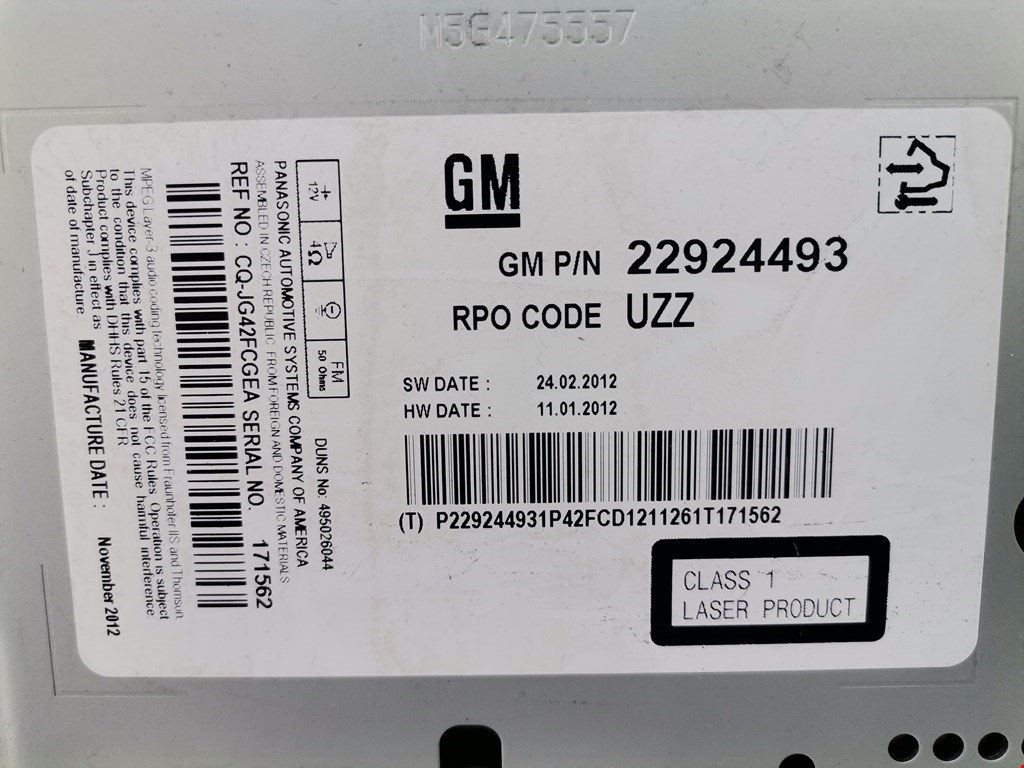 M5G475557
GM
GM P/N 22924493
RPO CODE UZZ
SW DATE : 24.02.2012
HW DATE : 11.01.2012
(T) P229244931P42FCD1211261T171562
CLASS 1
LASER PRODUCT
-/+ 12V 4Ω FM 50 Ohms
DUNS No. 495026044
PANASONIC AUTOMOTIVE SYSTEMS COMPANY OF AMERICA
ASSEMBLED IN CZECH REPUBLIC FROM FOREIGN AND DOMESTIC MATERIALS
REF NO : CQ-JG42FCGEA SERIAL NO. 171562
MPEG Layer-3 audio coding technology licensed from Fraunhofer IIS and Thomson
This device complies with part 15 of the FCC Rules. Operation is subject
to the condition that this device does not cause harmful interference.
Product complies with DHHS Rules 21 CFR
Subchapter J in effect as
of date of manufacture
MANUFACTURE DATE : November 2012